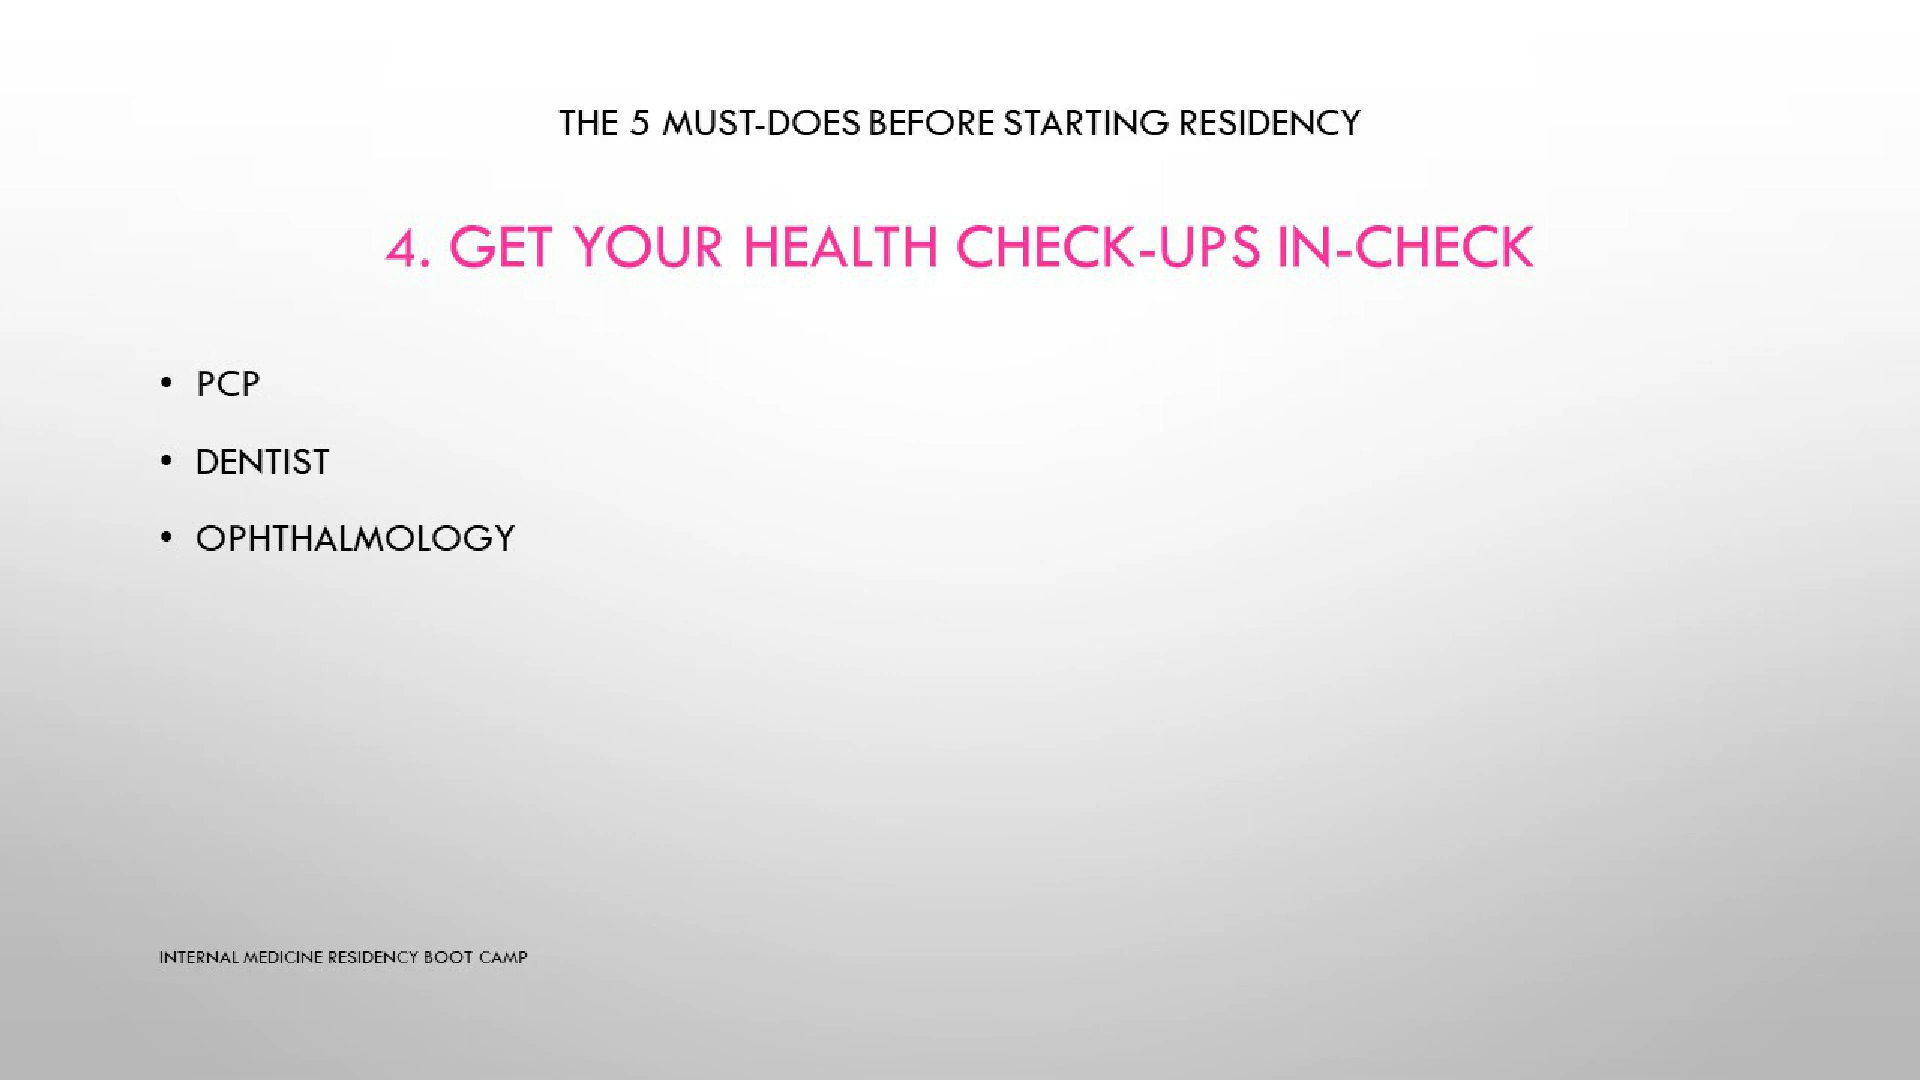 THE 5 MUST-DOES BEFORE STARTING RESIDENCY
4. GET YOUR HEALTH CHECK-UPS IN-CHECK
• PCP
• DENTIST
• OPHTHALMOLOGY
INTERNAL MEDICINE RESIDENCY BOOT CAMP